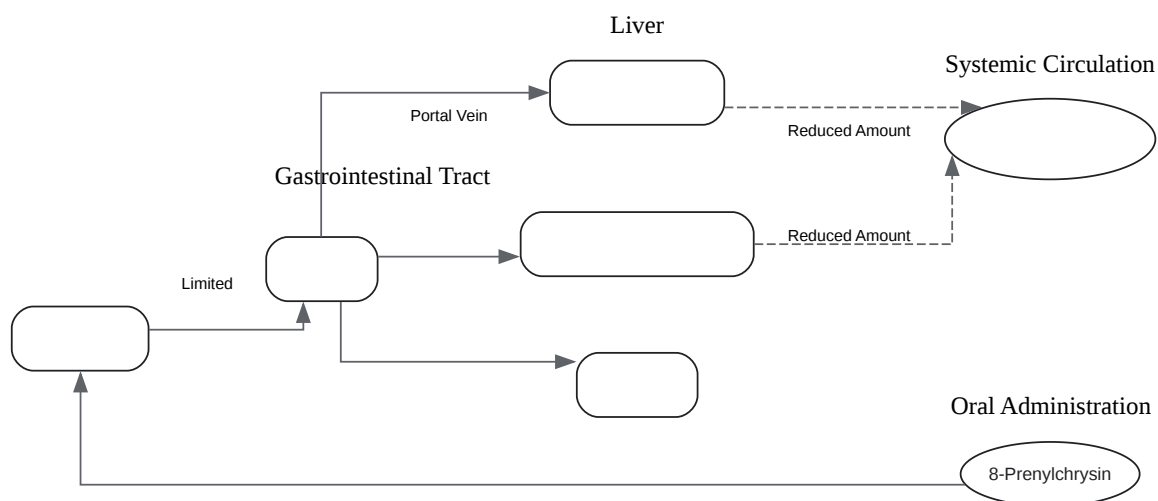 Liver
Systemic Circulation
Portal Vein
Reduced Amount
Gastrointestinal Tract
Reduced Amount
Limited
Oral Administration
8-Prenylchrysin